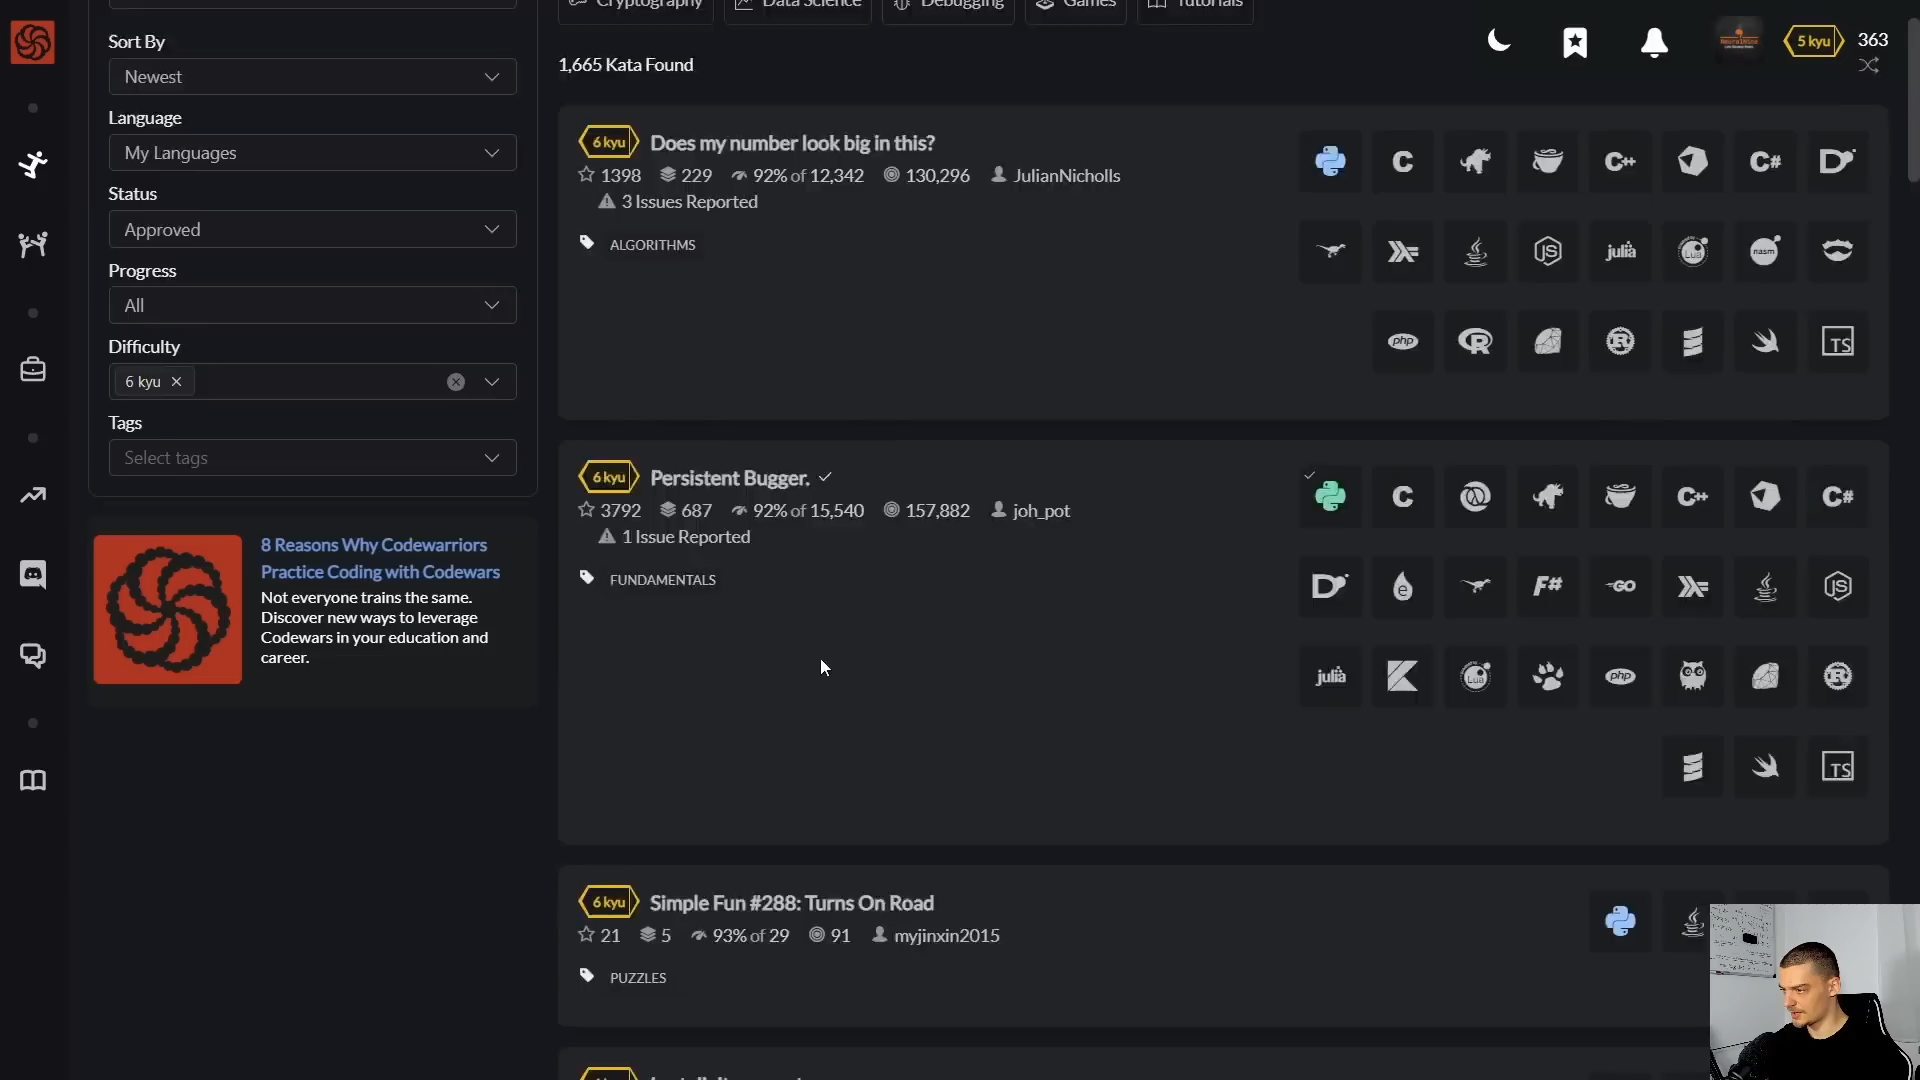 Cryptography
Data Science
Debugging
Games
Tutorials
Sort By
Newest
Language
My Languages
Status
Approved
Progress
All
Difficulty
6 kyu
Tags
Select tags
8 Reasons Why Codewarriors
Practice Coding with Codewars
Not everyone trains the same.
Discover new ways to leverage
Codewars in your education and
career.
5 kyu
363
1,665 Kata Found
6 kyu Does my number look big in this?
1398 229 92% of 12,342 130,296 JulianNicholls
3 Issues Reported
ALGORITHMS
C C++ C# D
JS julia Lua nasm
php R TS
6 kyu Persistent Bugger.
3792 687 92% of 15,540 157,882 joh_pot
1 Issue Reported
FUNDAMENTALS
C C++ C#
D e F# GO JS
julia Lua php
TS
6 kyu Simple Fun #288: Turns On Road
21 5 93% of 29 91 myjinxin2015
PUZZLES